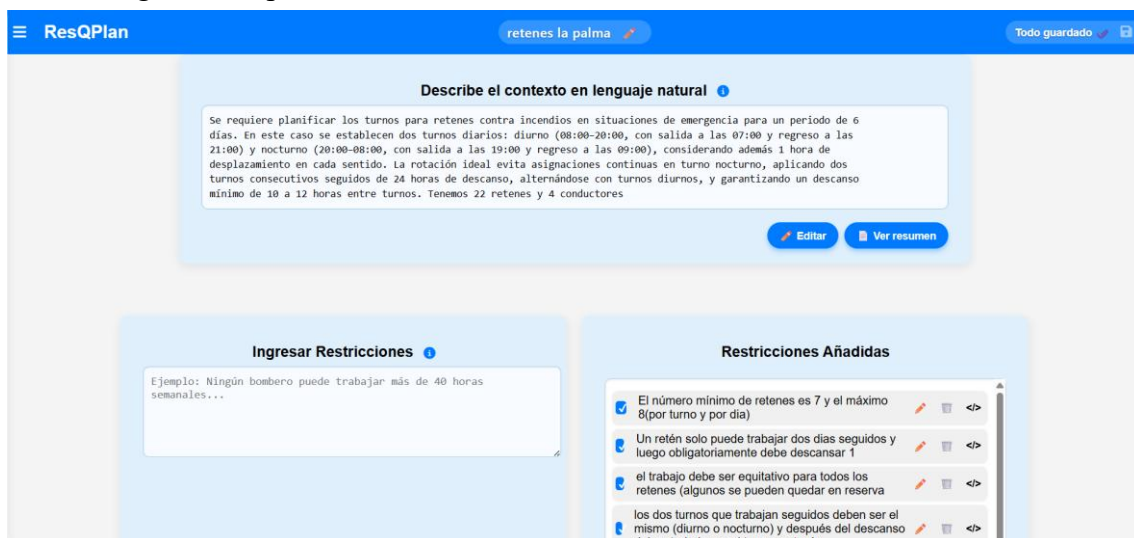 ResQPlan
retenes la palma
Todo guardado
Describe el contexto en lenguaje natural
Se requiere planificar los turnos para retenes contra incendios en situaciones de emergencia para un periodo de 6
días. En este caso se establecen dos turnos diarios: diurno (08:00–20:00, con salida a las 07:00 y regreso a las
21:00) y nocturno (20:00–08:00, con salida a las 19:00 y regreso a las 09:00), considerando además 1 hora de
desplazamiento en cada sentido. La rotación ideal evita asignaciones continuas en turno nocturno, aplicando dos
turnos consecutivos seguidos de 24 horas de descanso, alternándose con turnos diurnos, y garantizando un descanso
mínimo de 10 a 12 horas entre turnos. Tenemos 22 retenes y 4 conductores
Editar
Ver resumen
Ingresar Restricciones
Ejemplo: Ningún bombero puede trabajar más de 40 horas
semanales...
Restricciones Añadidas
El número mínimo de retenes es 7 y el máximo
8(por turno y por dia)
</>
Un retén solo puede trabajar dos dias seguidos y
luego obligatoriamente debe descansar 1
</>
el trabajo debe ser equitativo para todos los
retenes (algunos se pueden quedar en reserva
</>
los dos turnos que trabajan seguidos deben ser el
mismo (diurno o nocturno) y después del descanso
</>